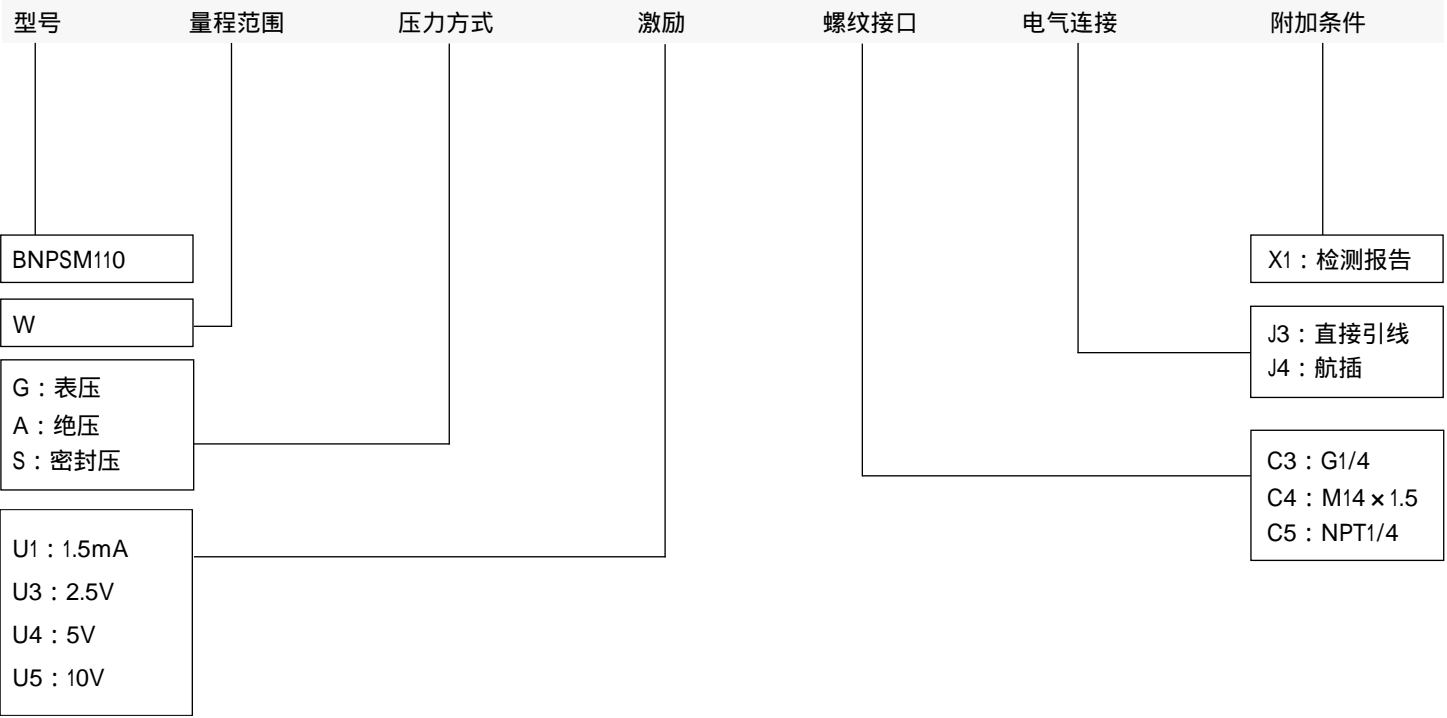 型号 量程范围 压力方式 激励 螺纹接口 电气连接 附加条件
BNPSM110
W
G：表压
A：绝压
S：密封压
U1：1.5mA
U3：2.5V
U4：5V
U5：10V
X1：检测报告
J3：直接引线
J4：航插
C3：G1/4
C4：M14×1.5
C5：NPT1/4